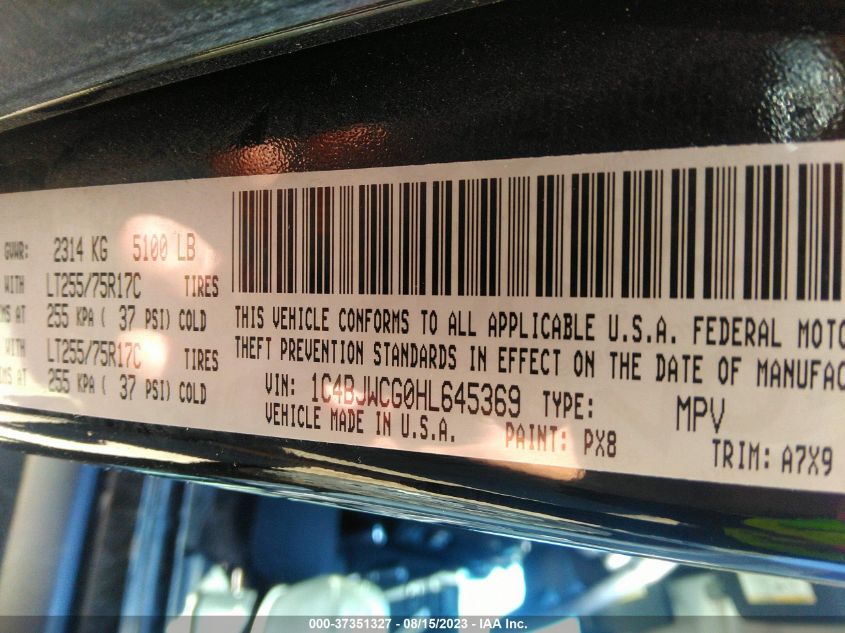 GVWR: 2314 KG 5100 LB
WITH LT255/75R17C TIRES
MS AT 255 KPA ( 37 PSI) COLD
WITH LT255/75R17C TIRES
MS AT 255 KPA ( 37 PSI) COLD
THIS VEHICLE CONFORMS TO ALL APPLICABLE U.S.A. FEDERAL MOTO
THEFT PREVENTION STANDARDS IN EFFECT ON THE DATE OF MANUFAC
VIN: 1C4BJWCG0HL645369 TYPE: MPV
VEHICLE MADE IN U.S.A. PAINT: PX8 TRIM: A7X9
000-37351327 - 08/15/2023 - IAA Inc.